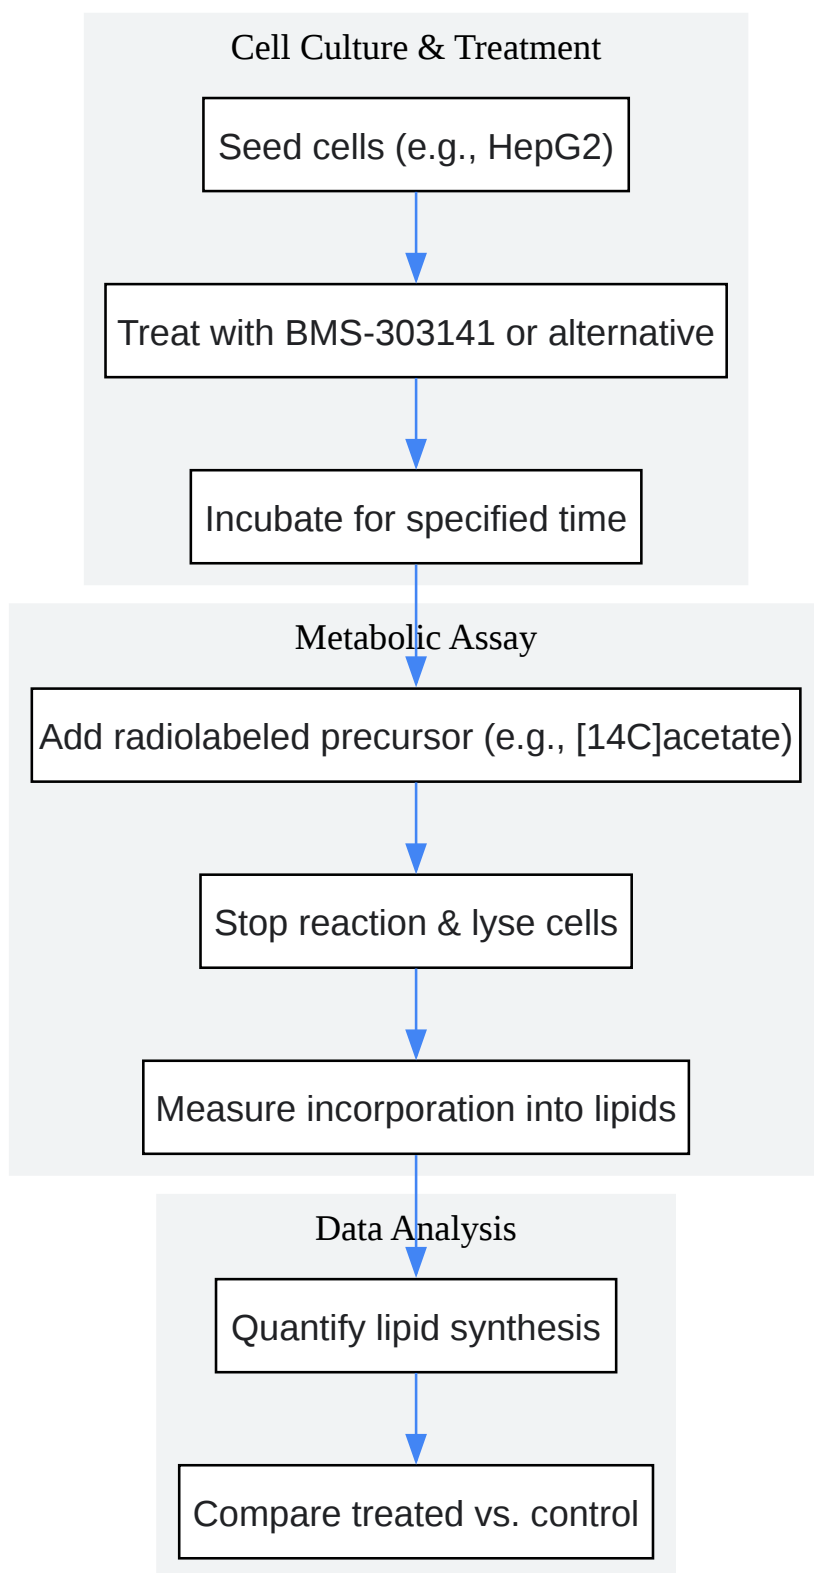 Cell Culture & Treatment
Seed cells (e.g., HepG2)
Treat with BMS-303141 or alternative
Incubate for specified time
Metabolic Assay
Add radiolabeled precursor (e.g., [14C]acetate)
Stop reaction & lyse cells
Measure incorporation into lipids
Data Analysis
Quantify lipid synthesis
Compare treated vs. control